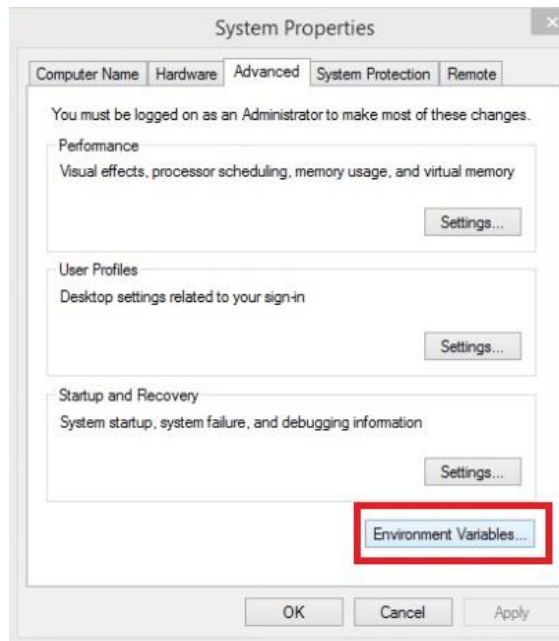 System Properties
Computer Name Hardware Advanced System Protection Remote
You must be logged on as an Administrator to make most of these changes.
Performance
Visual effects, processor scheduling, memory usage, and virtual memory
Settings...
User Profiles
Desktop settings related to your sign-in
Settings...
Startup and Recovery
System startup, system failure, and debugging information
Settings...
Environment Variables...
OK Cancel Apply